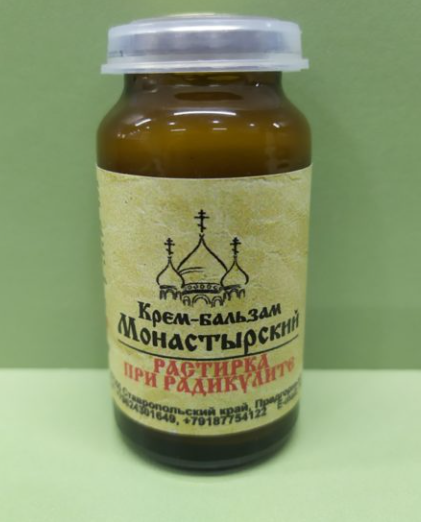 Крем-бальзам
Монастырский
РАСТИРКА
ПРИ РАДИКУЛИТЕ
Ставропольский край,
+79187754122